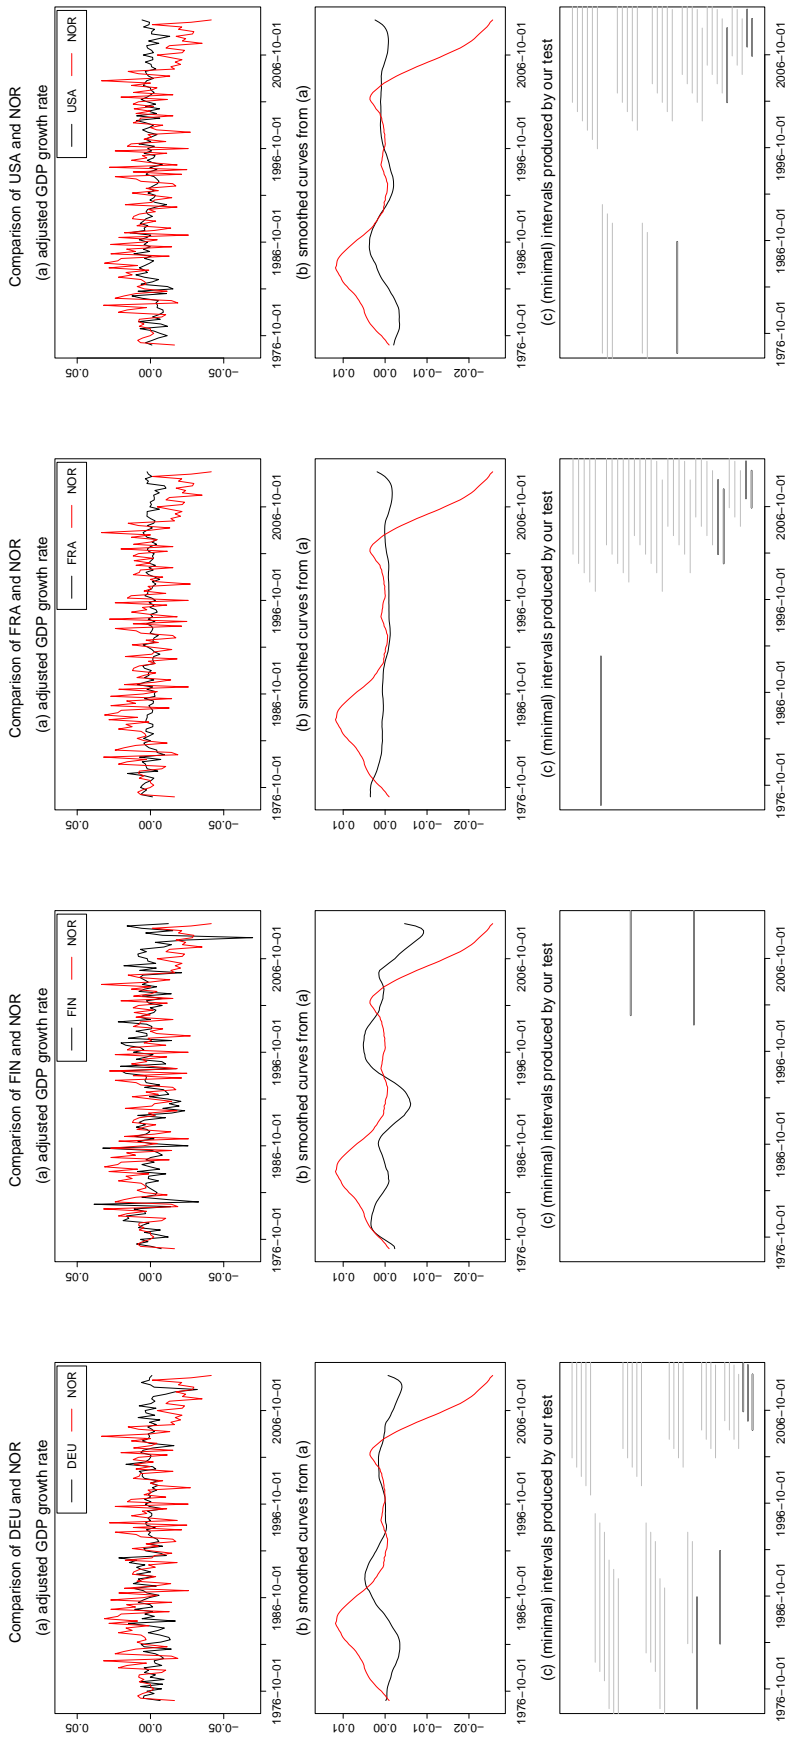 Comparison of DEU and NOR
(a) adjusted GDP growth rate
DEU NOR
0.05
0.00
−0.05
1976−10−01 1986−10−01 1996−10−01 2006−10−01
(b) smoothed curves from (a)
0.01
0.00
−0.01
−0.02
1976−10−01 1986−10−01 1996−10−01 2006−10−01
(c) (minimal) intervals produced by our test
1976−10−01 1986−10−01 1996−10−01 2006−10−01
Comparison of FIN and NOR
(a) adjusted GDP growth rate
FIN NOR
0.05
0.00
−0.05
1976−10−01 1986−10−01 1996−10−01 2006−10−01
(b) smoothed curves from (a)
0.01
0.00
−0.01
−0.02
1976−10−01 1986−10−01 1996−10−01 2006−10−01
(c) (minimal) intervals produced by our test
1976−10−01 1986−10−01 1996−10−01 2006−10−01
Comparison of FRA and NOR
(a) adjusted GDP growth rate
FRA NOR
0.05
0.00
−0.05
1976−10−01 1986−10−01 1996−10−01 2006−10−01
(b) smoothed curves from (a)
0.01
0.00
−0.01
−0.02
1976−10−01 1986−10−01 1996−10−01 2006−10−01
(c) (minimal) intervals produced by our test
1976−10−01 1986−10−01 1996−10−01 2006−10−01
Comparison of USA and NOR
(a) adjusted GDP growth rate
USA NOR
0.05
0.00
−0.05
1976−10−01 1986−10−01 1996−10−01 2006−10−01
(b) smoothed curves from (a)
0.01
0.00
−0.01
−0.02
1976−10−01 1986−10−01 1996−10−01 2006−10−01
(c) (minimal) intervals produced by our test
1976−10−01 1986−10−01 1996−10−01 2006−10−01